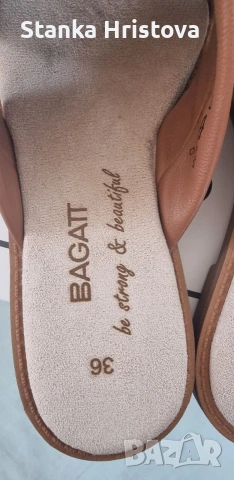 Stanka Hristova
BAGATT
be strong & beautiful
36
BAZAR